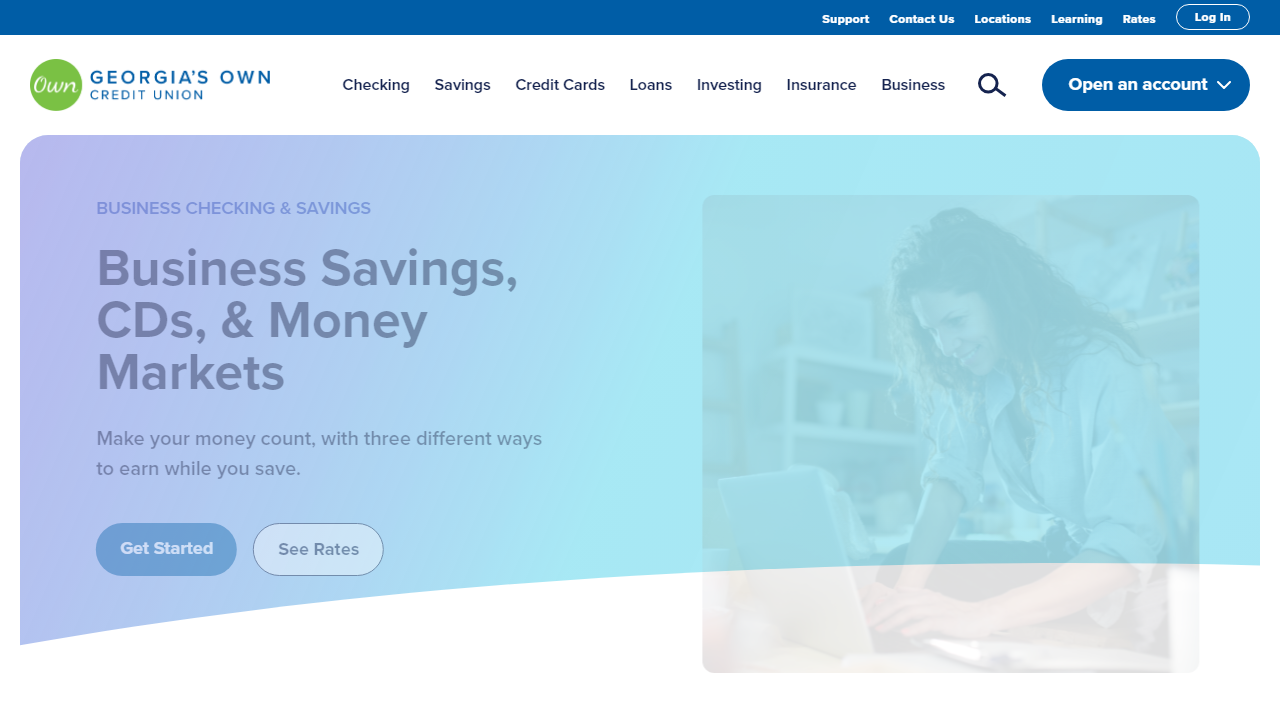 Support Contact Us Locations Learning Rates Log In
Own GEORGIA'S OWN
CREDIT UNION
Checking Savings Credit Cards Loans Investing Insurance Business Open an account
BUSINESS CHECKING & SAVINGS
Business Savings,
CDs, & Money
Markets
Make your money count, with three different ways
to earn while you save.
Get Started See Rates